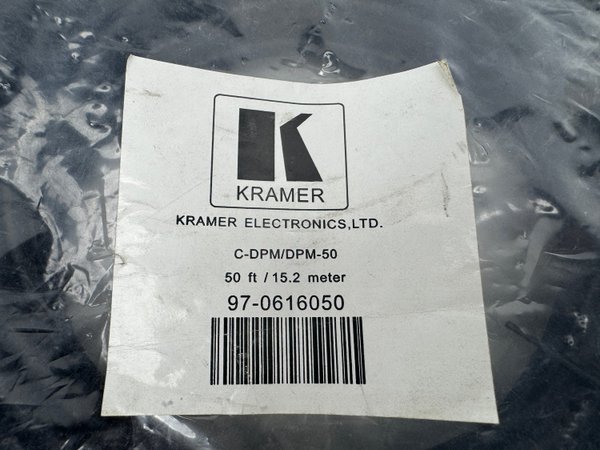 KRAMER
KRAMER ELECTRONICS,LTD.
C-DPM/DPM-50
50 ft / 15.2 meter
97-0616050